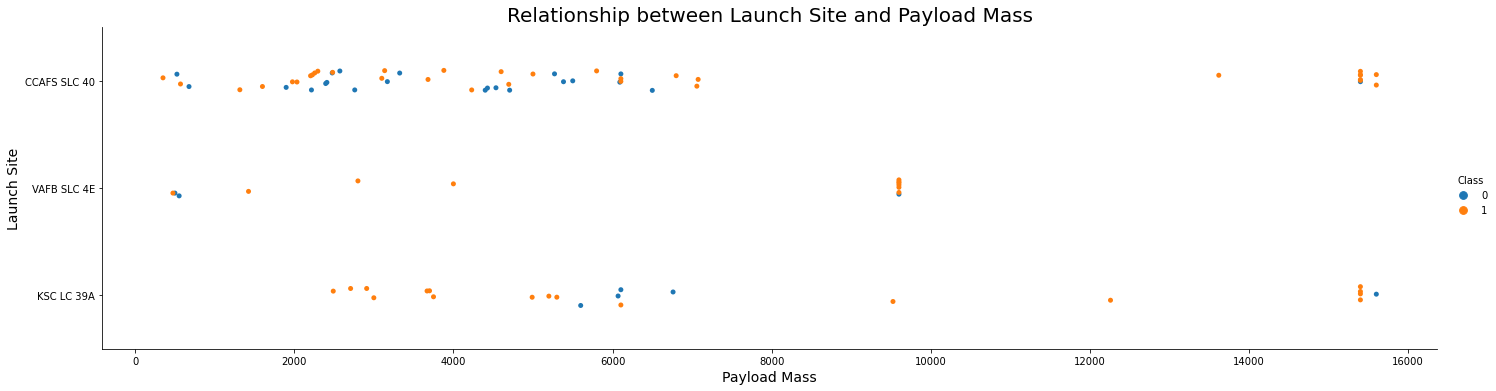 Relationship between Launch Site and Payload Mass
Launch Site
CCAFS SLC 40
VAFB SLC 4E
KSC LC 39A
Class
0
1
0 2000 4000 6000 8000 10000 12000 14000 16000
Payload Mass